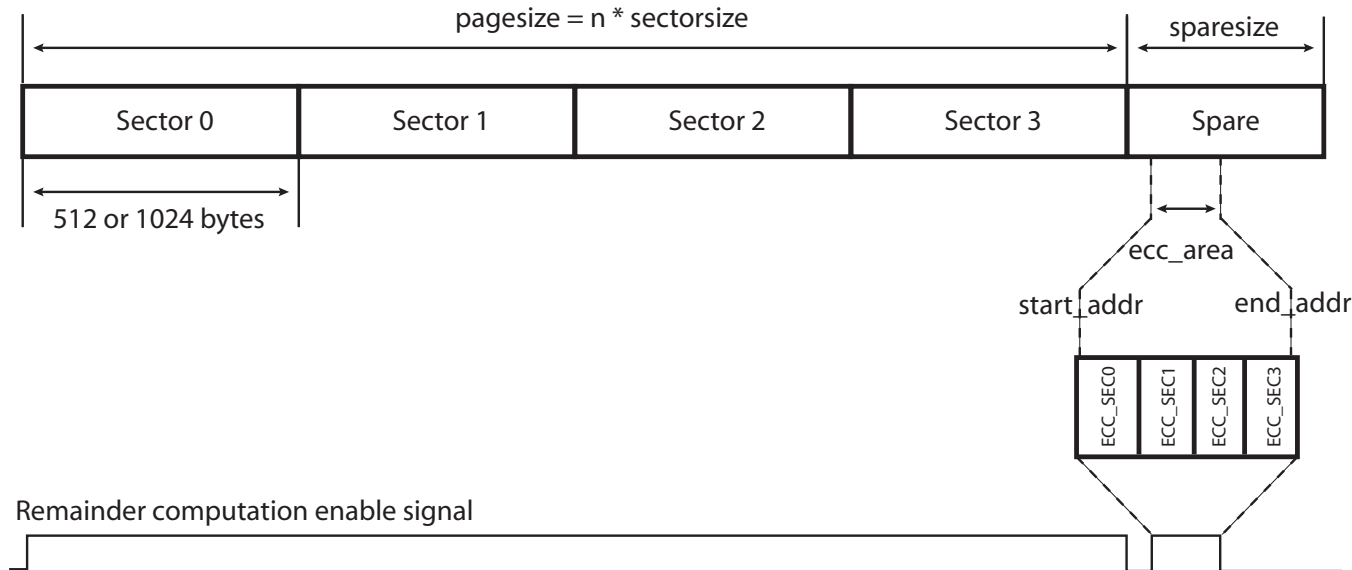 pagesize = n * sectorsize
sparesize
Sector 0
Sector 1
Sector 2
Sector 3
Spare
512 or 1024 bytes
ecc_area
start_addr
end_addr
ECC_SEC0
ECC_SEC1
ECC_SEC2
ECC_SEC3
Remainder computation enable signal